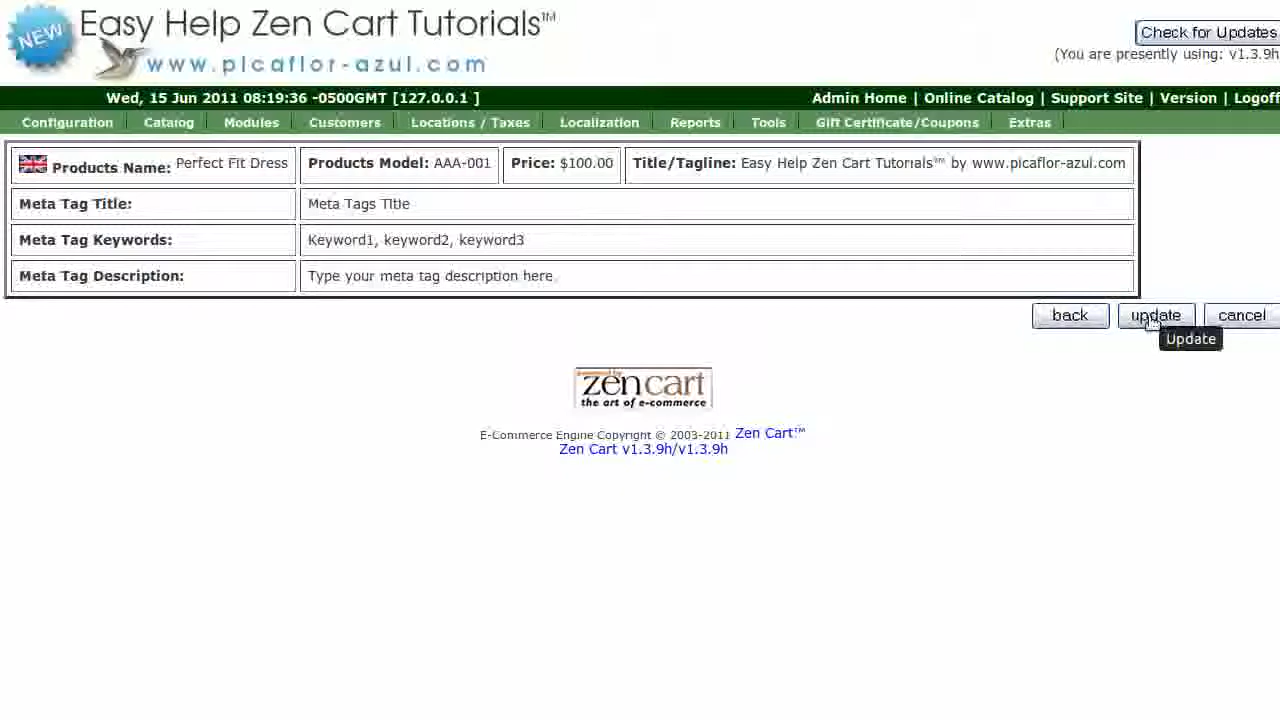 NEW
Easy Help Zen Cart Tutorials™
www.picaflor-azul.com
Check for Updates
(You are presently using: v1.3.9h
Wed, 15 Jun 2011 08:19:36 -0500GMT [127.0.0.1 ]
Admin Home | Online Catalog | Support Site | Version | Logoff
Configuration Catalog Modules Customers Locations / Taxes Localization Reports Tools Gift Certificate/Coupons Extras
Products Name: Perfect Fit Dress Products Model: AAA-001 Price: $100.00 Title/Tagline: Easy Help Zen Cart Tutorials™ by www.picaflor-azul.com
Meta Tag Title: Meta Tags Title
Meta Tag Keywords: Keyword1, keyword2, keyword3
Meta Tag Description: Type your meta tag description here.
back update cancel
Update
powered by
zen cart
the art of e-commerce
E-Commerce Engine Copyright © 2003-2011 Zen Cart™
Zen Cart v1.3.9h/v1.3.9h